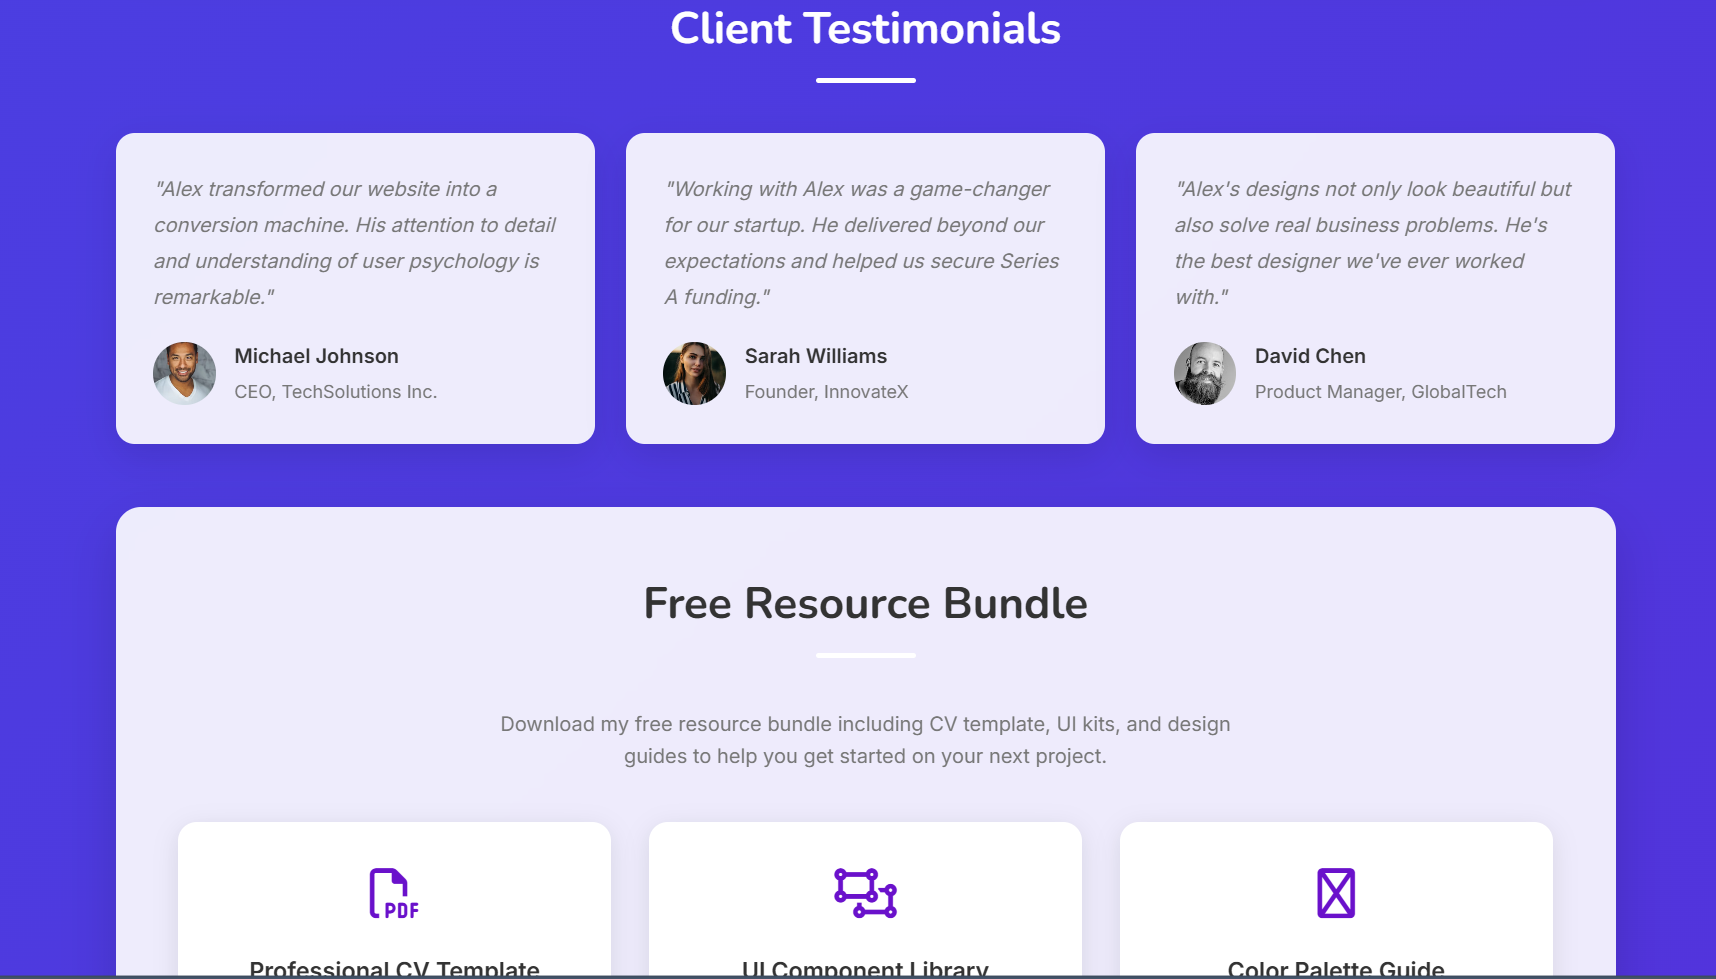 Client Testimonials
"Alex transformed our website into a
conversion machine. His attention to detail
and understanding of user psychology is
remarkable."
Michael Johnson
CEO, TechSolutions Inc.
"Working with Alex was a game-changer
for our startup. He delivered beyond our
expectations and helped us secure Series
A funding."
Sarah Williams
Founder, InnovateX
"Alex's designs not only look beautiful but
also solve real business problems. He's
the best designer we've ever worked
with."
David Chen
Product Manager, GlobalTech
Free Resource Bundle
Download my free resource bundle including CV template, UI kits, and design
guides to help you get started on your next project.
PDF
Professional CV Template
UI Component Library
Color Palette Guide